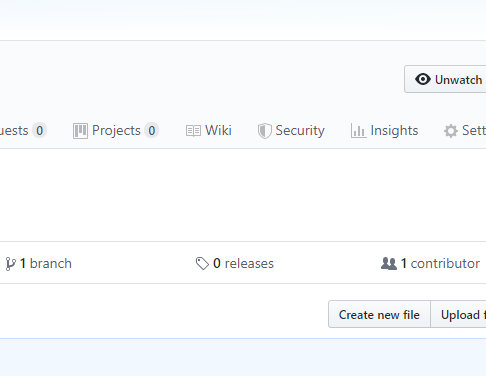 Unwatch
uests 0 Projects 0 Wiki Security Insights Sett
1 branch 0 releases 1 contributor
Create new file Upload f